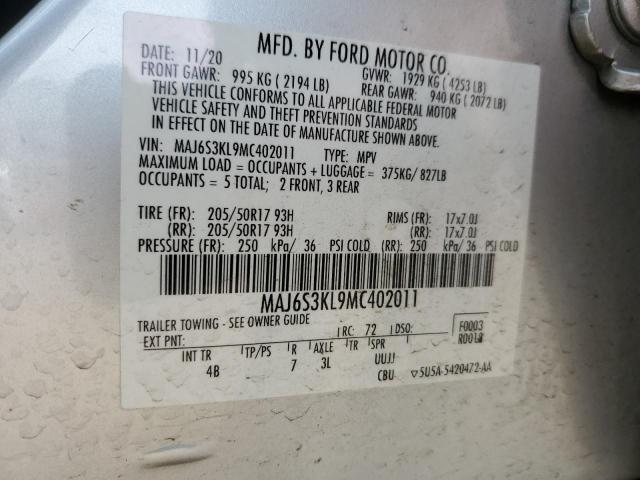 MFD. BY FORD MOTOR CO.
DATE: 11/20 GVWR: 1929 KG ( 4253 LB)
FRONT GAWR: 995 KG ( 2194 LB) REAR GAWR: 940 KG ( 2072 LB)
THIS VEHICLE CONFORMS TO ALL APPLICABLE FEDERAL MOTOR
VEHICLE SAFETY AND THEFT PREVENTION STANDARDS
IN EFFECT ON THE DATE OF MANUFACTURE SHOWN ABOVE.
VIN: MAJ6S3KL9MC402011 TYPE: MPV
MAXIMUM LOAD = OCCUPANTS + LUGGAGE = 375KG/ 827LB
OCCUPANTS = 5 TOTAL; 2 FRONT, 3 REAR
TIRE (FR): 205/50R17 93H RIMS (FR): 17x7.0J
(RR): 205/50R17 93H (RR): 17x7.0J
PRESSURE (FR): 250 kPa/ 36 PSI COLD (RR): 250 kPa/ 36 PSI COLD
MAJ6S3KL9MC402011
TRAILER TOWING - SEE OWNER GUIDE
EXT PNT: RC: 72 DSO: F0003
R0018
INT TR TP/PS R AXLE TR SPR
4B 7 3L UUJJ
CBU 5U5A-5420472-AA